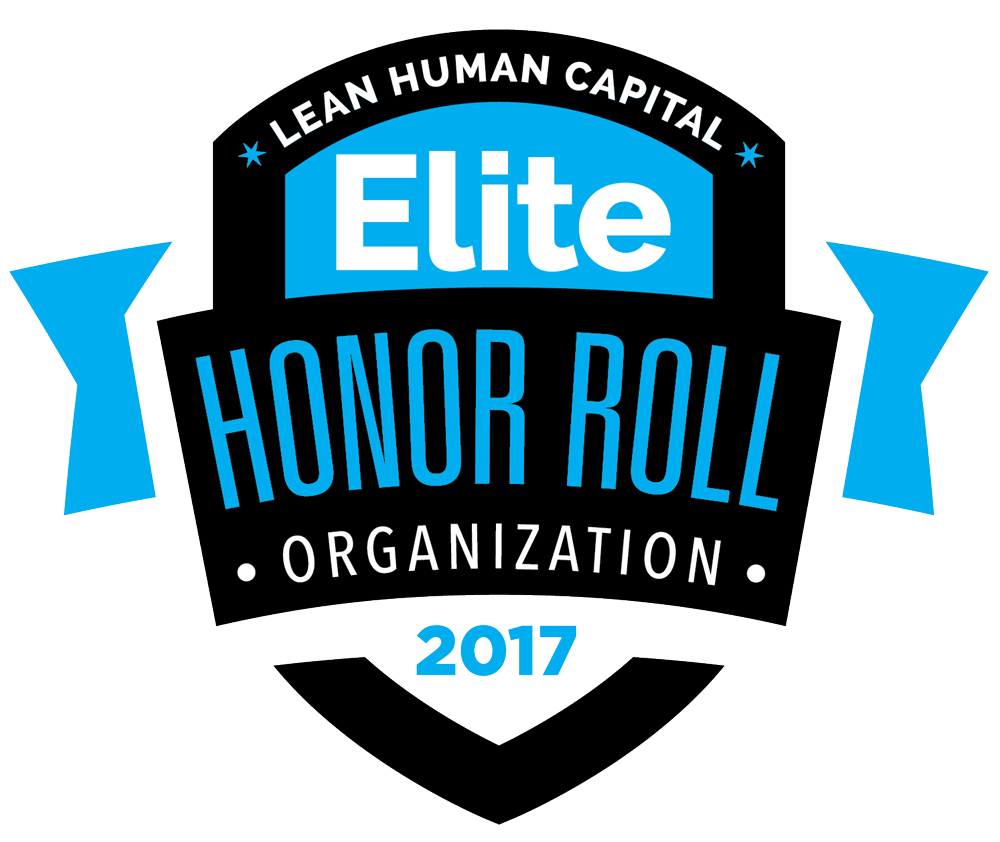 LEAN HUMAN CAPITAL
Elite
HONOR ROLL
• ORGANIZATION •
2017